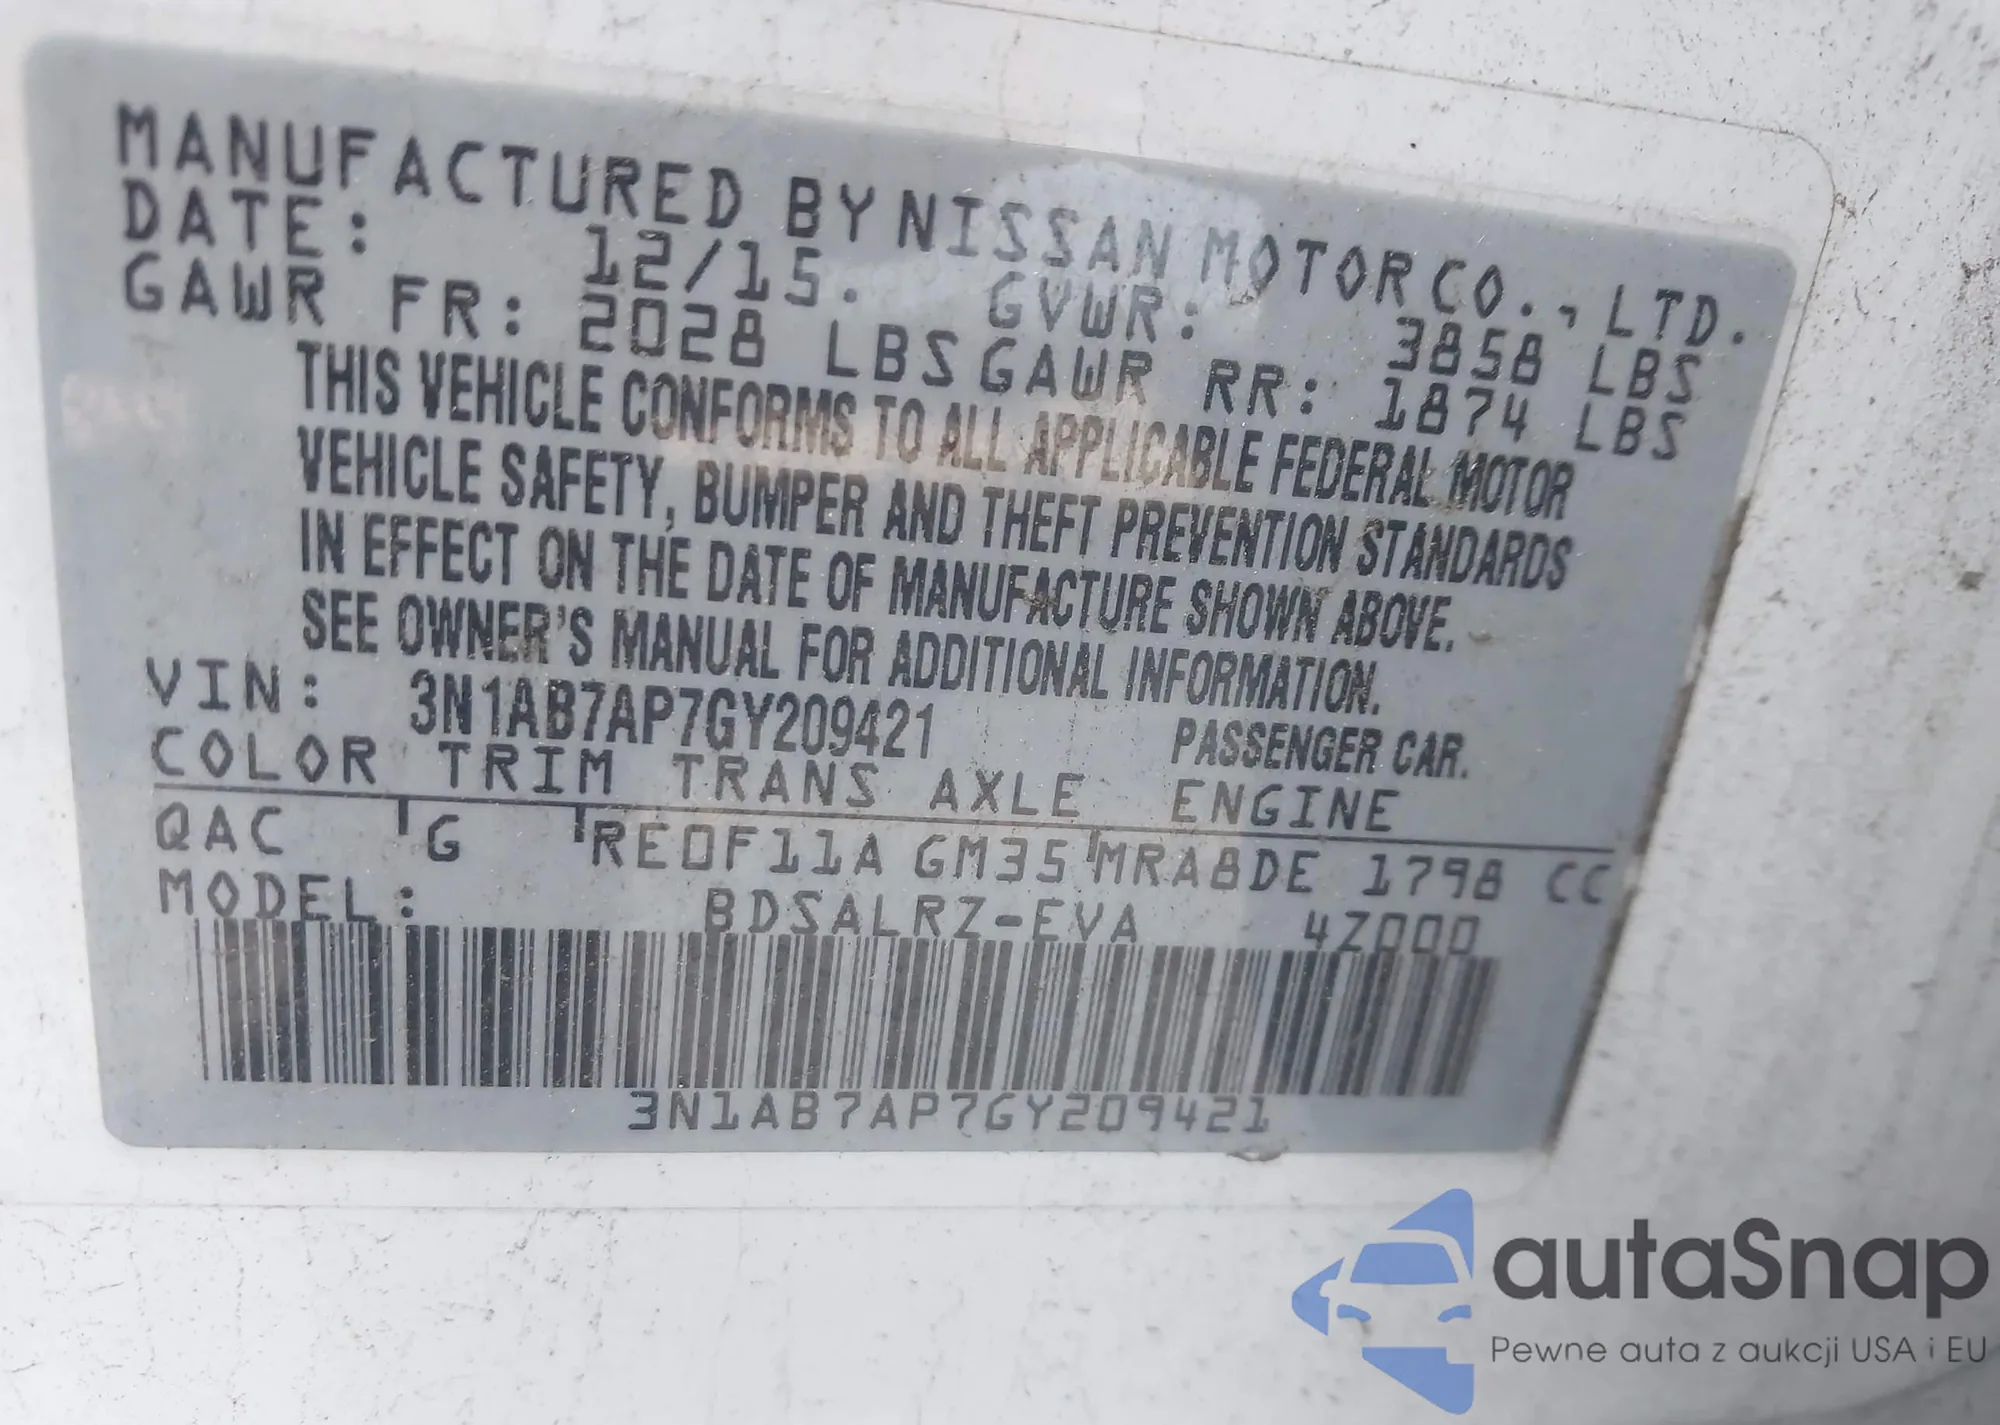 MANUFACTURED BY NISSAN MOTOR CO., LTD.
DATE: 12/15. GVWR: 3858 LBS
GAWR FR: 2028 LBS GAWR RR: 1874 LBS
THIS VEHICLE CONFORMS TO ALL APPLICABLE FEDERAL MOTOR
VEHICLE SAFETY, BUMPER AND THEFT PREVENTION STANDARDS
IN EFFECT ON THE DATE OF MANUFACTURE SHOWN ABOVE.
SEE OWNER'S MANUAL FOR ADDITIONAL INFORMATION.
VIN: 3N1AB7AP7GY209421 PASSENGER CAR.
COLOR TRIM TRANS AXLE ENGINE
QAC G RE0F11A GM35 MRA8DE 1798 CC
MODEL: BDSALRZ-EVA 4Z000
3N1AB7AP7GY209421
autaSnap
Pewne auta z aukcji USA i EU